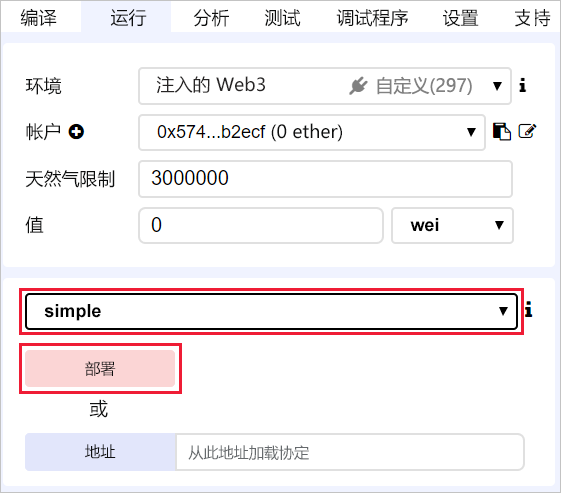 编译 运行 分析 测试 调试程序 设置 支持
环境 注入的 Web3 自定义(297)
帐户 0x574...b2ecf (0 ether)
天然气限制 3000000
值 0 wei
simple
部署
或
地址 从此地址加载协定